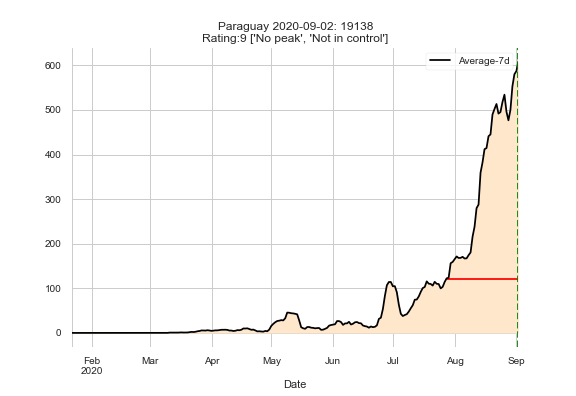 Paraguay 2020-09-02: 19138
Rating:9 ['No peak', 'Not in control']
Average-7d
600
500
400
300
200
100
0
Feb Mar Apr May Jun Jul Aug Sep
2020
Date